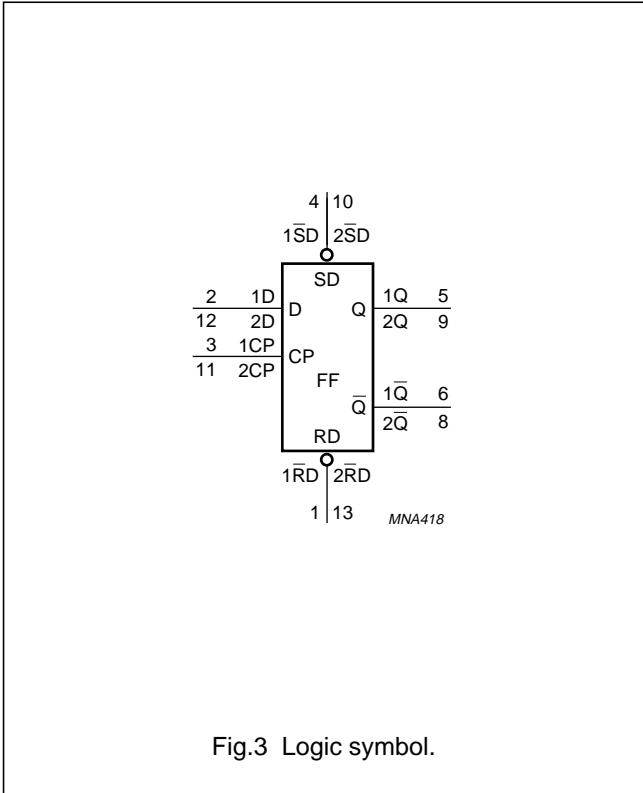 4 10
1S̅D 2S̅D
SD
2 1D D Q 1Q 5
12 2D 2Q 9
3 1CP CP
11 2CP
FF
Q̅ 1Q̅ 6
2Q̅ 8
RD
1R̅D 2R̅D
1 13 MNA418
Fig.3 Logic symbol.